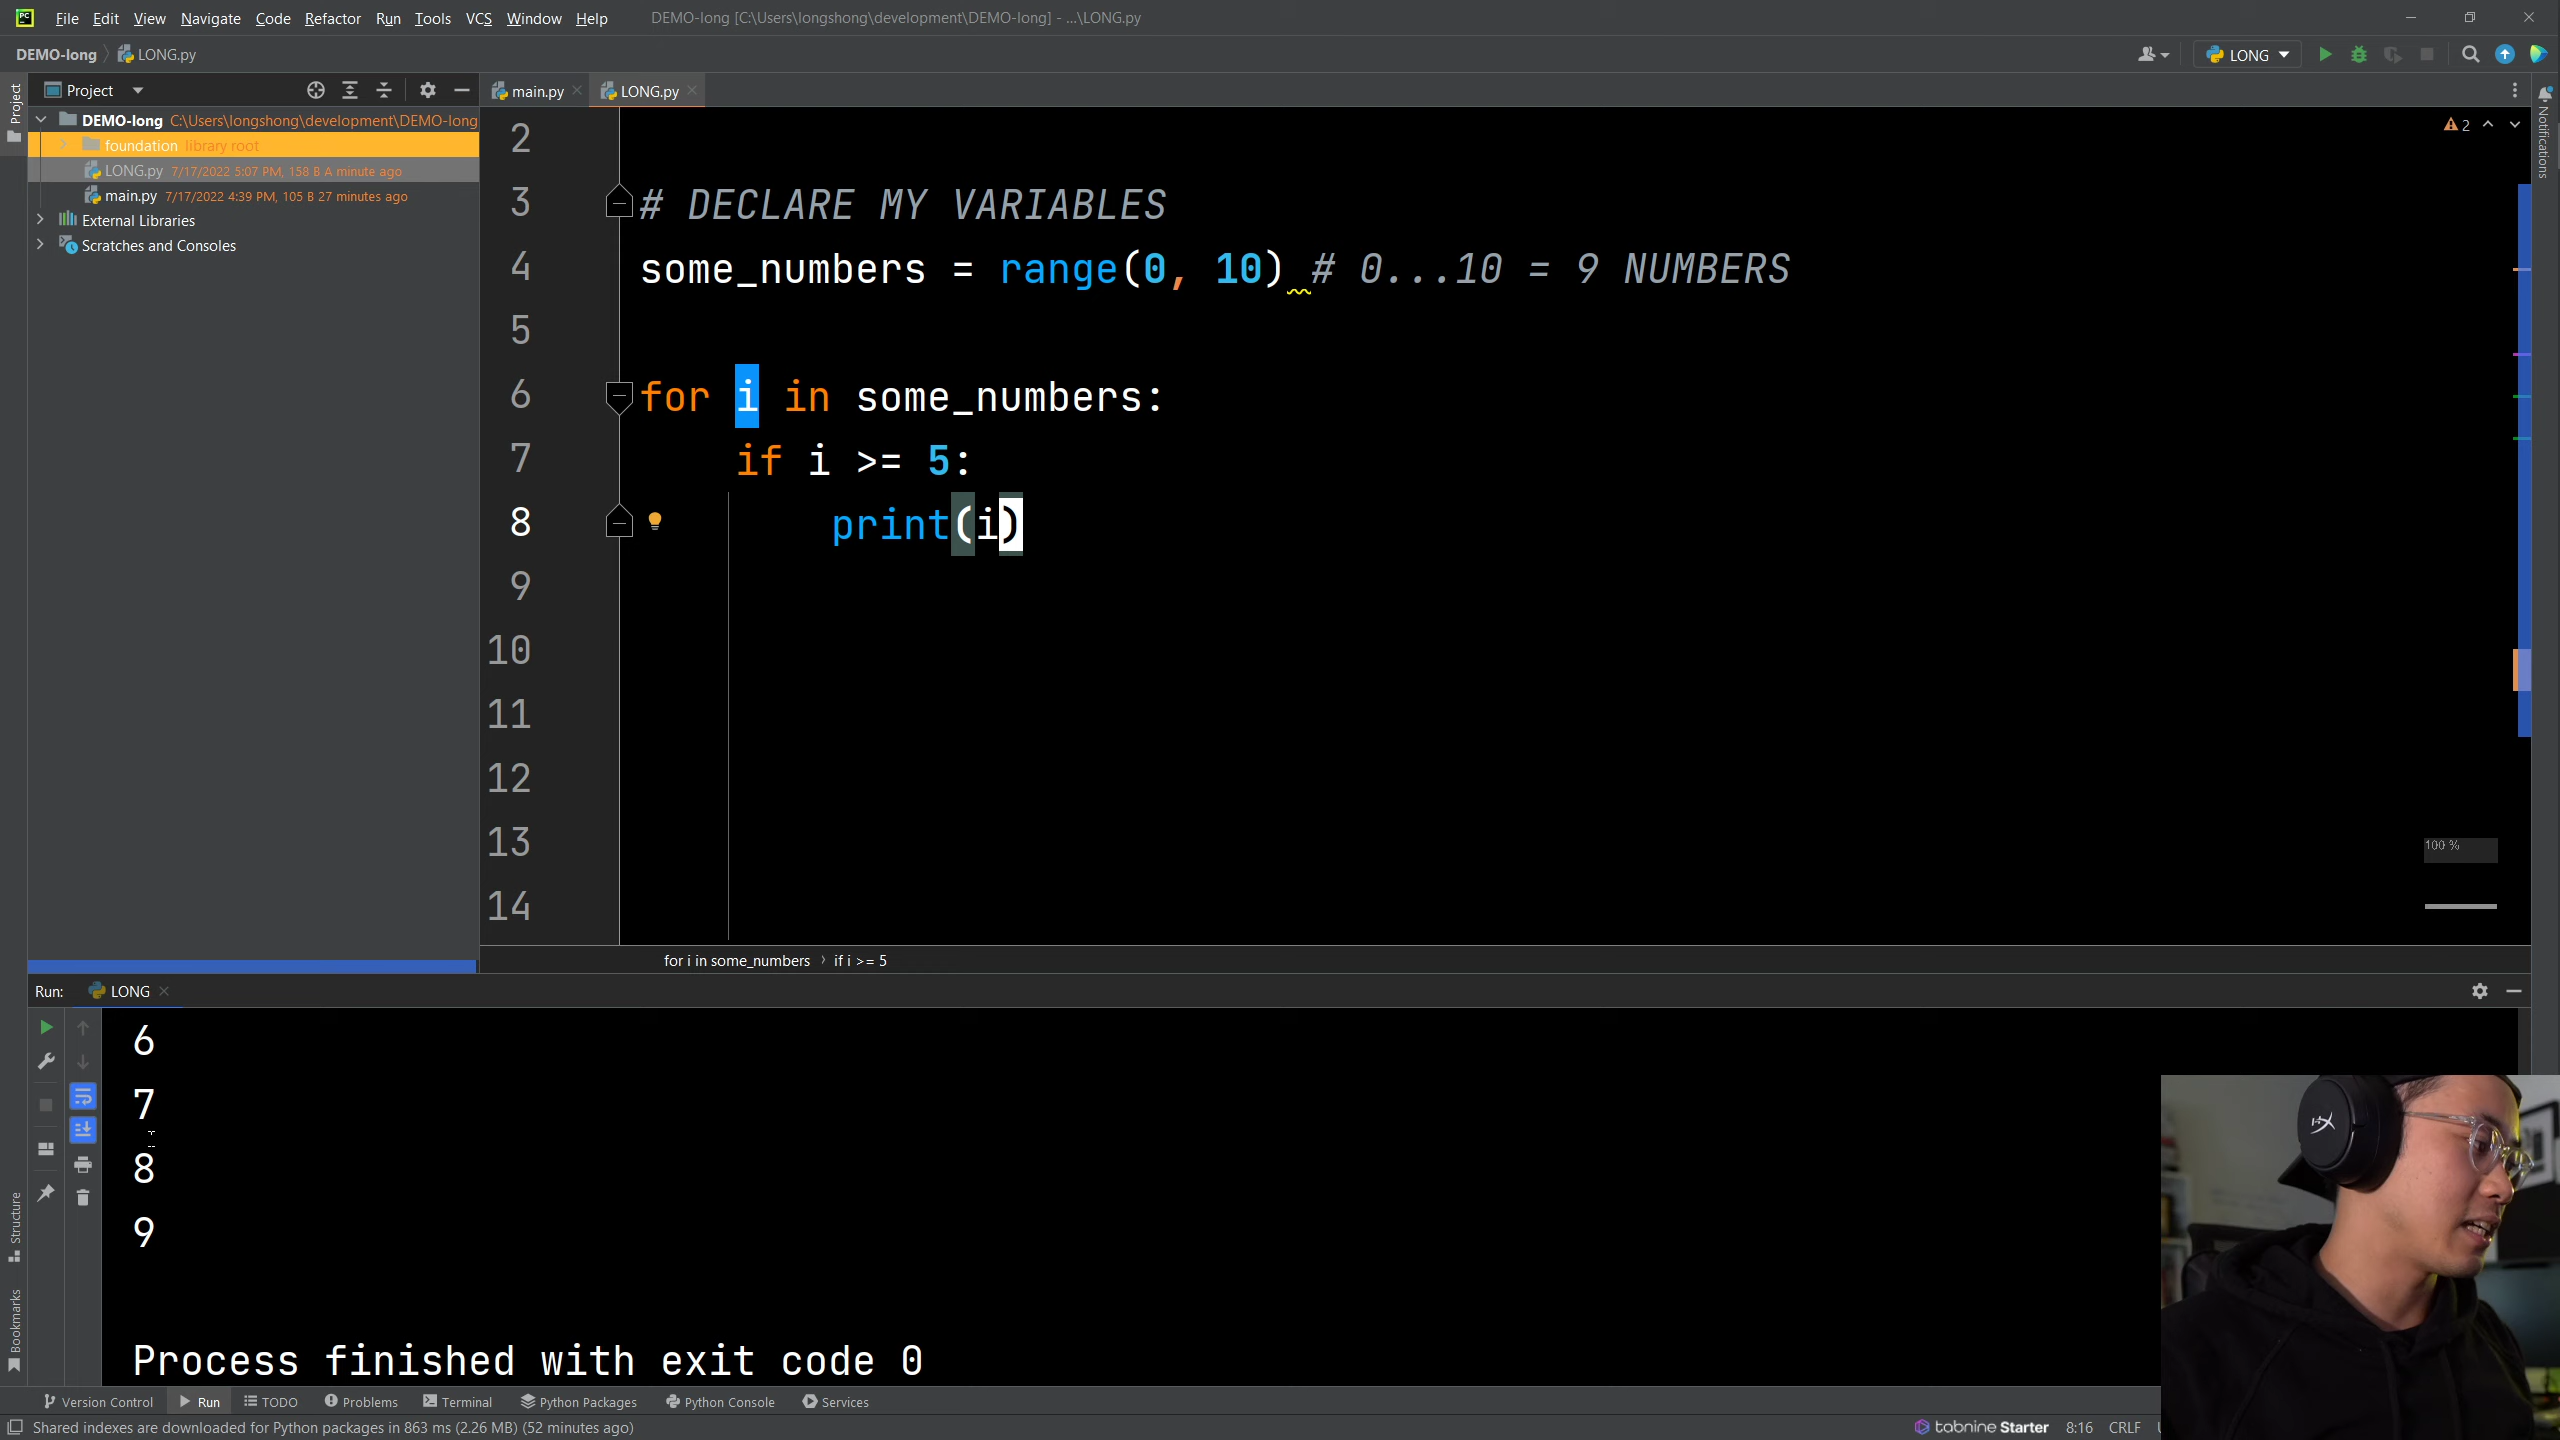 File Edit View Navigate Code Refactor Run Tools VCS Window Help DEMO-long [C:\Users\longshong\development\DEMO-long] - ...\LONG.py
DEMO-long LONG.py LONG
Project main.py LONG.py
Project
DEMO-long C:\Users\longshong\development\DEMO-long
foundation library root
LONG.py 7/17/2022 5:07 PM, 158 B A minute ago
main.py 7/17/2022 4:39 PM, 105 B 27 minutes ago
External Libraries
Scratches and Consoles
Notifications
2
2
3 # DECLARE MY VARIABLES
4 some_numbers = range(0, 10) # 0...10 = 9 NUMBERS
5
6 for i in some_numbers:
7 if i >= 5:
8 print(i)
9
10
11
12
13
14
100 %
for i in some_numbers › if i >= 5
Run: LONG
6
7
8
9
Process finished with exit code 0
Structure
Bookmarks
Version Control Run TODO Problems Terminal Python Packages Python Console Services
Shared indexes are downloaded for Python packages in 863 ms (2.26 MB) (52 minutes ago) tabnine Starter 8:16 CRLF